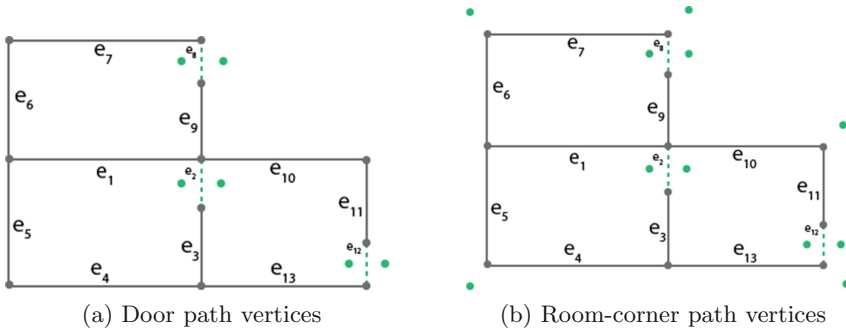 e7
e8
e6
e9
e1
e2
e10
e11
e5
e3
e12
e4
e13
(a) Door path vertices
e7
e8
e6
e9
e1
e2
e10
e11
e5
e3
e12
e4
e13
(b) Room-corner path vertices